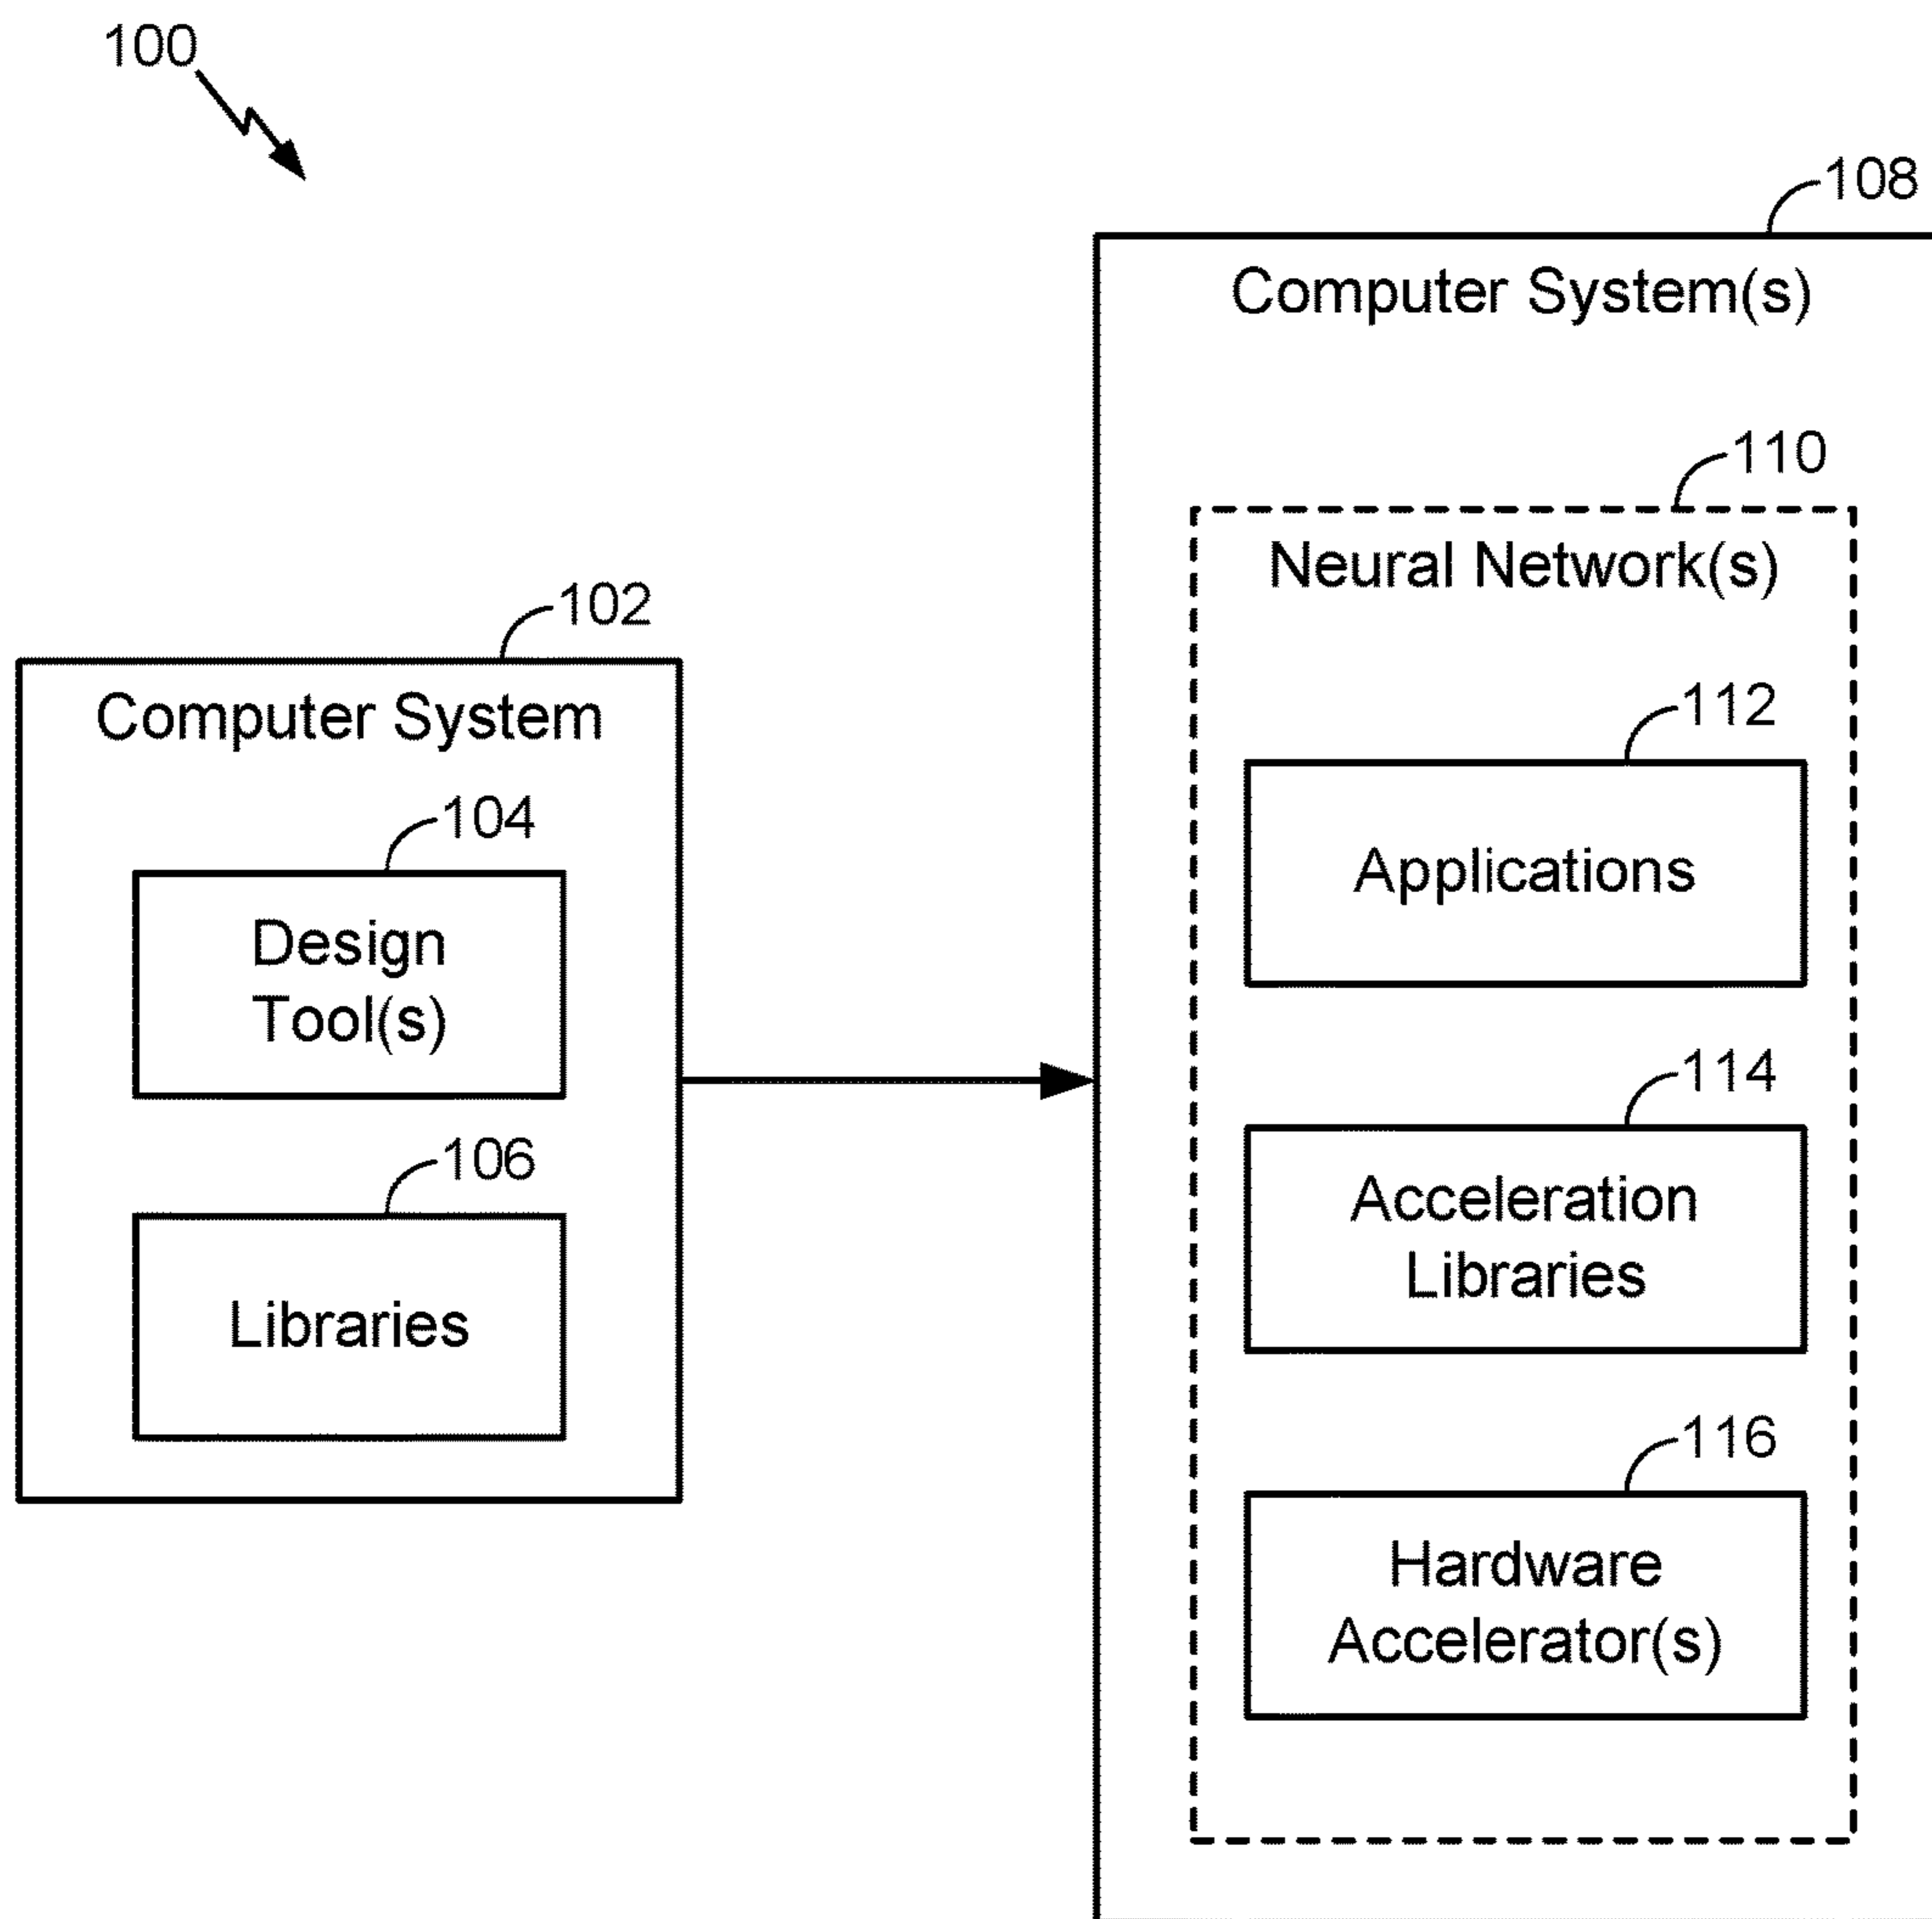 100
108
Computer System(s)
110
Neural Network(s)
102
Computer System
112
Applications
104
Design
Tool(s)
114
Acceleration
Libraries
106
Libraries
116
Hardware
Accelerator(s)